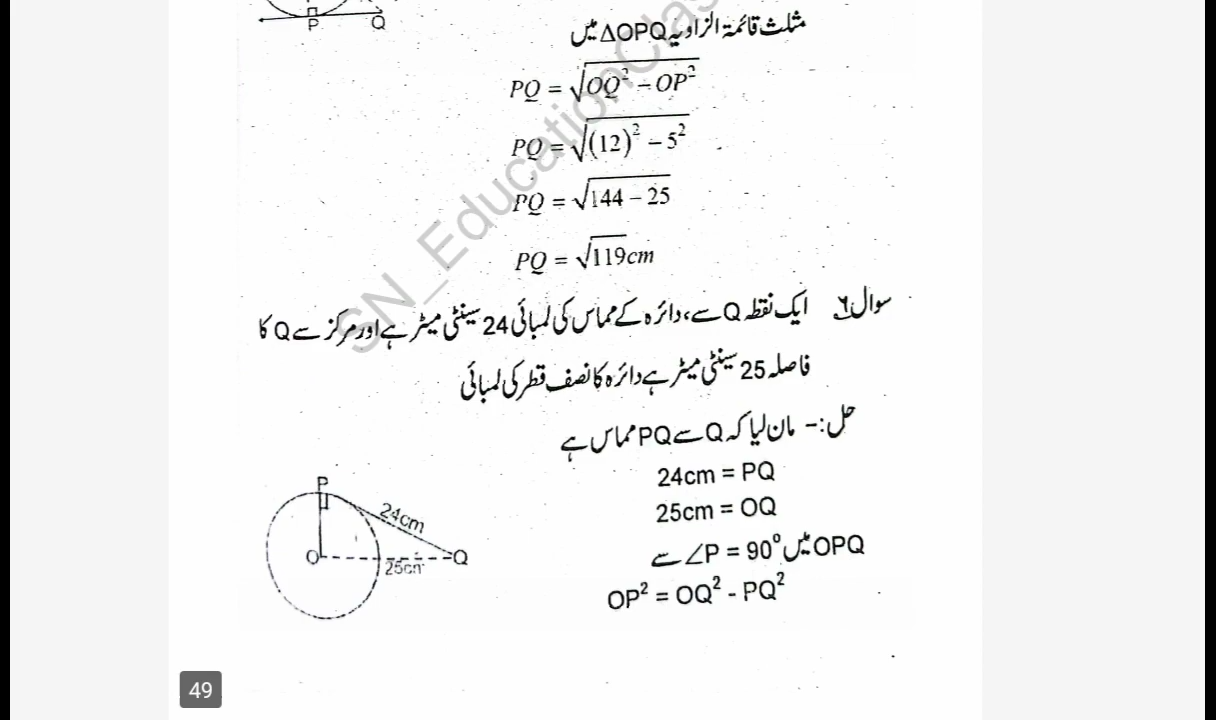 P Q
مثلث قائمۃ الزاویہ ΔOPQ میں
PQ = √OQ² − OP²
PQ = √(12)² − 5²
PQ = √144 − 25
PQ = √119cm
SN_EducationClas
سوال ۶ ایک نقطہ Q سے، دائرہ کے مماس کی لمبائی 24 سینٹی میٹر ہے اور مرکز سے Q کا
فاصلہ 25 سینٹی میٹر ہے دائرہ کا نصف قطر کی لمبائی
حل:- مان لیا کہ Q سے PQ مماس ہے
24cm = PQ
25cm = OQ
OPQ میں ∠P = 90° سے
OP² = OQ² - PQ²
P
24cm
O Q
25cm
49